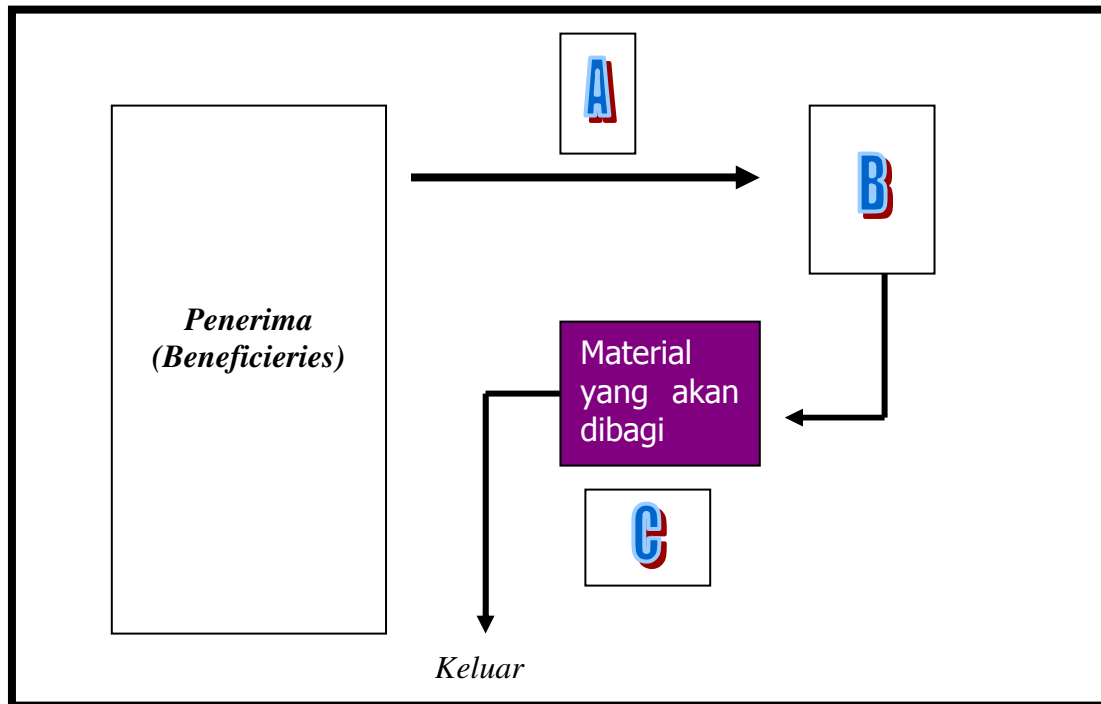 A
B
Penerima
(Beneficieries)
Material
yang akan
dibagi
C
Keluar